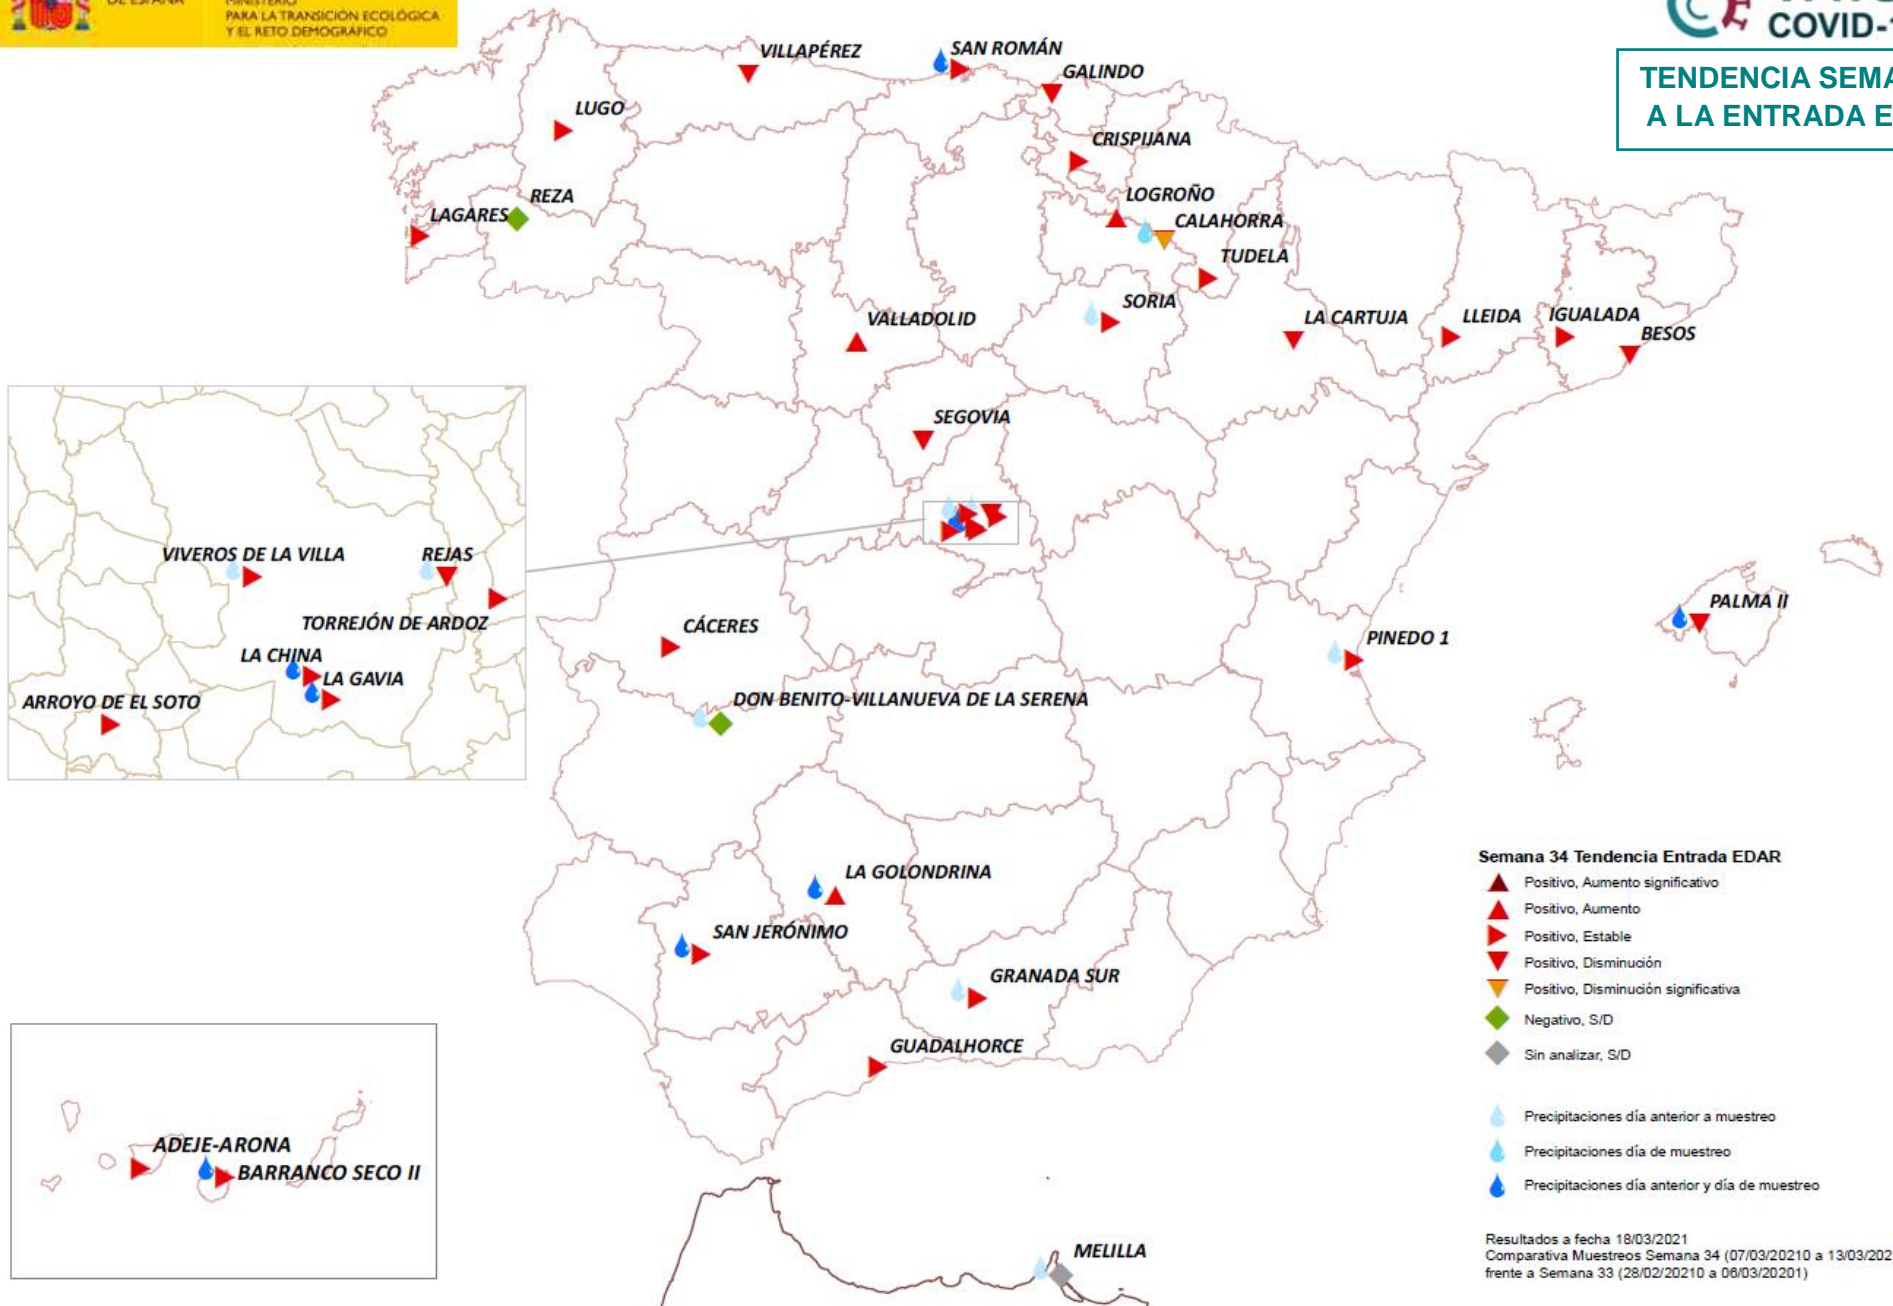 DE ESPAÑA
MINISTERIO
PARA LA TRANSICIÓN ECOLÓGICA
Y EL RETO DEMOGRÁFICO
COVID-1
TENDENCIA SEMA
A LA ENTRADA E
VILLAPÉREZ
SAN ROMÁN
GALINDO
LUGO
CRISPIJANA
REZA
LAGARES
LOGROÑO
CALAHORRA
TUDELA
SORIA
VALLADOLID
LA CARTUJA
LLEIDA
IGUALADA
BESOS
SEGOVIA
VIVEROS DE LA VILLA
REJAS
TORREJÓN DE ARDOZ
LA CHINA
LA GAVIA
ARROYO DE EL SOTO
CÁCERES
PALMA II
PINEDO 1
DON BENITO-VILLANUEVA DE LA SERENA
LA GOLONDRINA
SAN JERÓNIMO
GRANADA SUR
GUADALHORCE
ADEJE-ARONA
BARRANCO SECO II
MELILLA
Semana 34 Tendencia Entrada EDAR
Positivo, Aumento significativo
Positivo, Aumento
Positivo, Estable
Positivo, Disminución
Positivo, Disminución significativa
Negativo, S/D
Sin analizar, S/D
Precipitaciones día anterior a muestreo
Precipitaciones día de muestreo
Precipitaciones día anterior y día de muestreo
Resultados a fecha 18/03/2021
Comparativa Muestreos Semana 34 (07/03/20210 a 13/03/202
frente a Semana 33 (28/02/20210 a 06/03/20201)